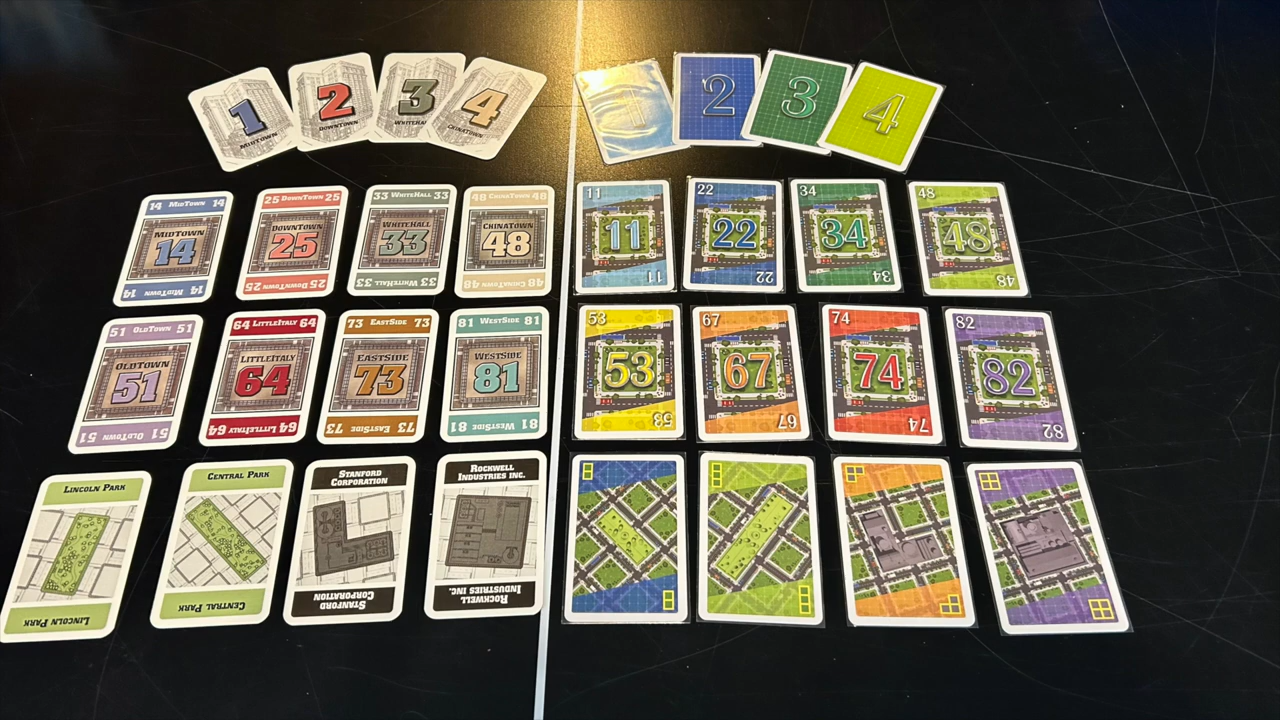 1
MIDTOWN
2
DOWNTOWN
3
WHITEHA
4
CHINATOWN
1
2
3
4
14 MIDTOWN 14
MIDTOWN
14
14 MIDTOWN 14
25 DOWNTOWN 25
DOWNTOWN
25
25 DOWNTOWN 25
33 WHITEHALL 33
WHITEHALL
33
33 WHITEHALL 33
48 CHINATOWN 48
CHINATOWN
48
48 CHINATOWN 48
11
11
11
22
22
22
34
34
34
48
48
48
51 OLDTOWN 51
OLDTOWN
51
51 OLDTOWN 51
64 LITTLEITALY 64
LITTLEITALY
64
64 LITTLEITALY 64
73 EASTSIDE 73
EASTSIDE
73
73 EASTSIDE 73
81 WESTSIDE 81
WESTSIDE
81
81 WESTSIDE 81
53
53
53
67
67
67
74
74
74
82
82
82
LINCOLN PARK
LINCOLN PARK
CENTRAL PARK
CENTRAL PARK
STANFORD
CORPORATION
STANFORD
CORPORATION
ROCKWELL
INDUSTRIES INC.
ROCKWELL
INDUSTRIES INC.